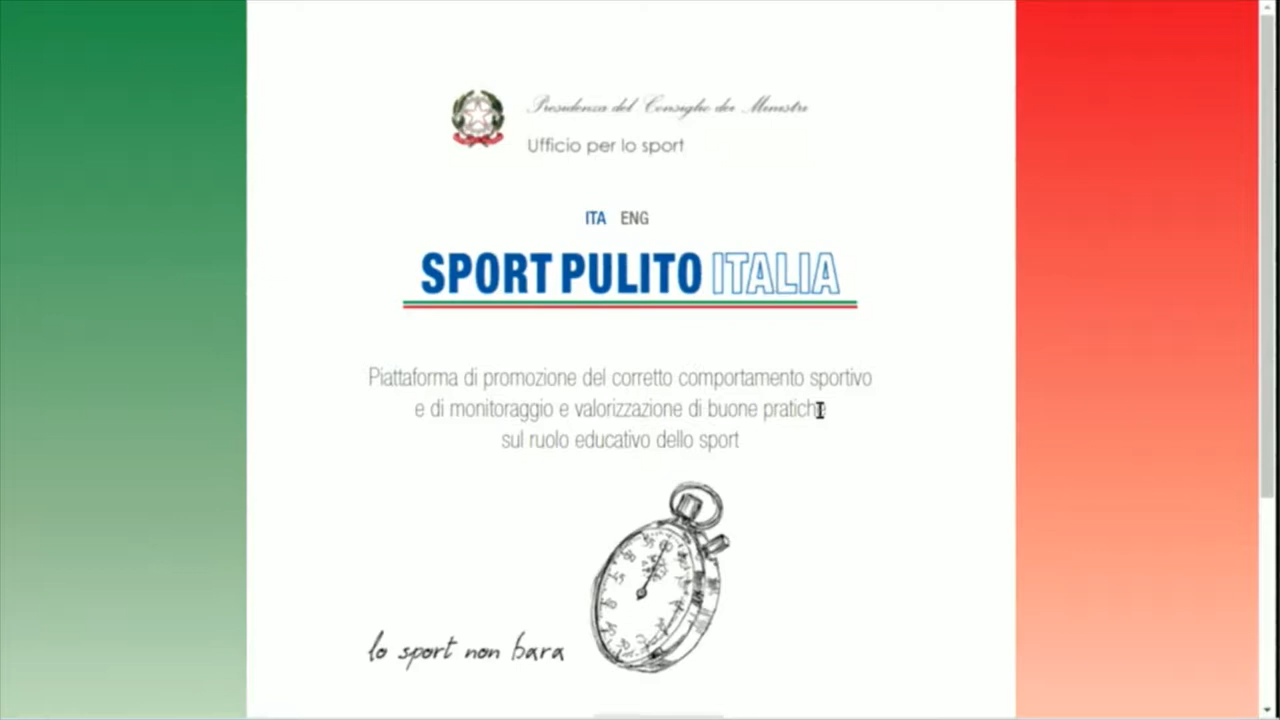 Presidenza del Consiglio dei Ministri
Ufficio per lo sport
ITA ENG
SPORT PULITO ITALIA
Piattaforma di promozione del corretto comportamento sportivo
e di monitoraggio e valorizzazione di buone pratiche
sul ruolo educativo dello sport
lo sport non bara